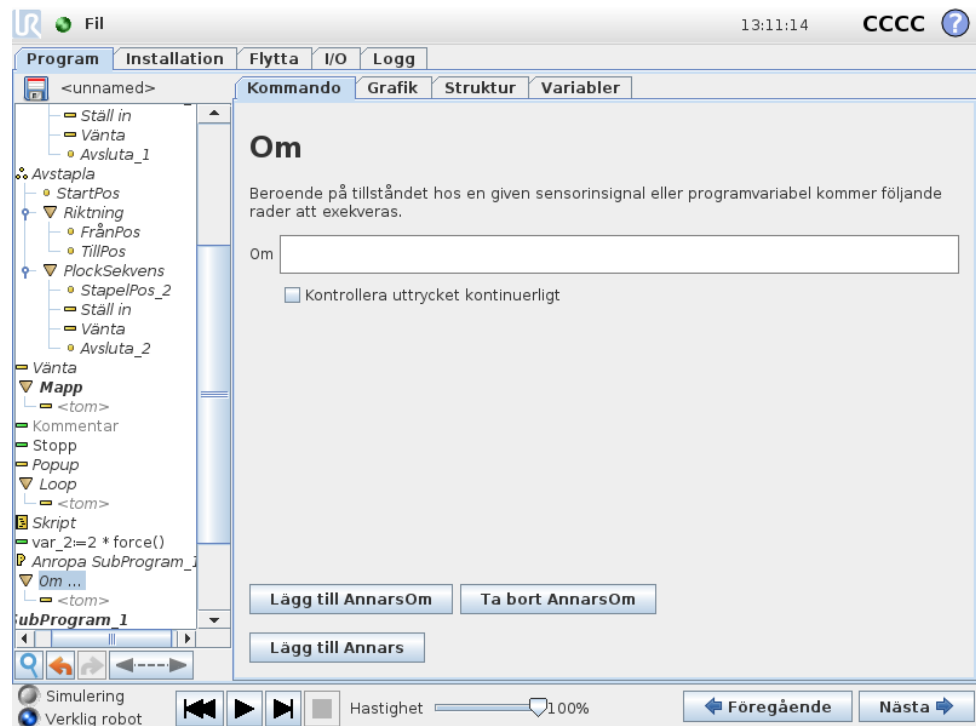 UR Fil 13:11:14 CCCC ?
Program Installation Flytta I/O Logg
<unnamed>
Kommando Grafik Struktur Variabler
Ställ in
Vänta
Avsluta_1
Avstapla
StartPos
Riktning
FrånPos
TillPos
PlockSekvens
StapelPos_2
Ställ in
Vänta
Avsluta_2
Vänta
Mapp
<tom>
Kommentar
Stopp
Popup
Loop
<tom>
Skript
var_2:=2 * force()
Anropa SubProgram_1
Om ...
<tom>
SubProgram_1
Om
Beroende på tillståndet hos en given sensorinsignal eller programvariabel kommer följande
rader att exekveras.
Om
Kontrollera uttrycket kontinuerligt
Lägg till AnnarsOm Ta bort AnnarsOm
Lägg till Annars
Simulering
Verklig robot
Hastighet 100%
Föregående Nästa